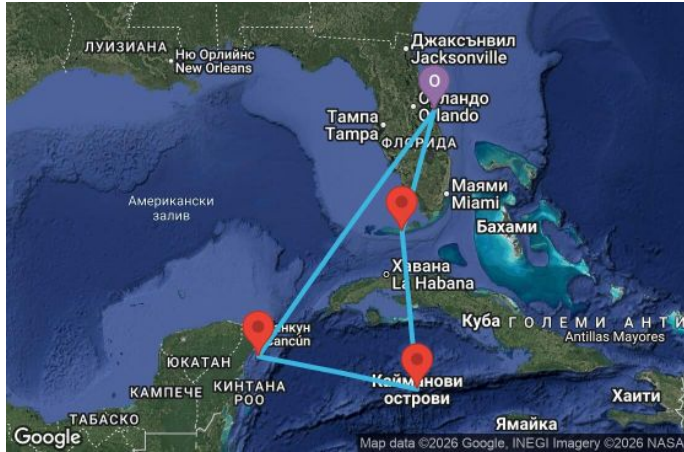 ЛУИЗИАНА
Ню Орлийнс
New Orleans
Джаксънвил
Jacksonville
O
Орландо
Orlando
Тампа
Tampa
ФЛОРИДА
Маями
Miami
Американски
залив
Бахами
Хавана
La Habana
Куба
ГОЛЕМИ АНТИ
Antillas Mayores
Cancún
ЮКАТАН
КАМПЕЧЕ
КИНТАНА
РОО
Кайманови
острови
Хаити
ТАБАСКО
Ямайка
Google
Map data ©2026 Google, INEGI Imagery ©2026 NASA